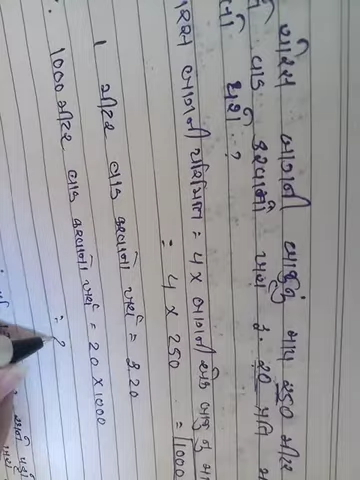 ચોરસ બાગની બાજુનું માપ 250 મીટર
વાડ કરવાનો ખર્ચ રૂ. 20 પ્રતિ મ
થશે ?
ચોરસ બાગની પરિમિતિ = 4 × બાગની એક બાજુનું મા
= 4 × 250 = 1000
1 મીટર વાડ કરવાનો ખર્ચ = રૂ. 20
1000 મીટર વાડ કરવાનો ખર્ચ = 20 × 1000
= ?